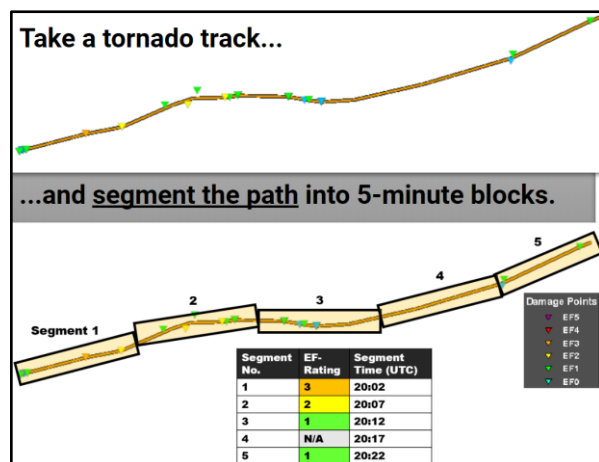 Take a tornado track...
...and segment the path into 5-minute blocks.
5
4
3
2
Segment 1
Damage Points
EF5
EF4
EF3
EF2
EF1
EF0
Segment No. EF-Rating Segment Time (UTC)
1 3 20:02
2 2 20:07
3 1 20:12
4 N/A 20:17
5 1 20:22